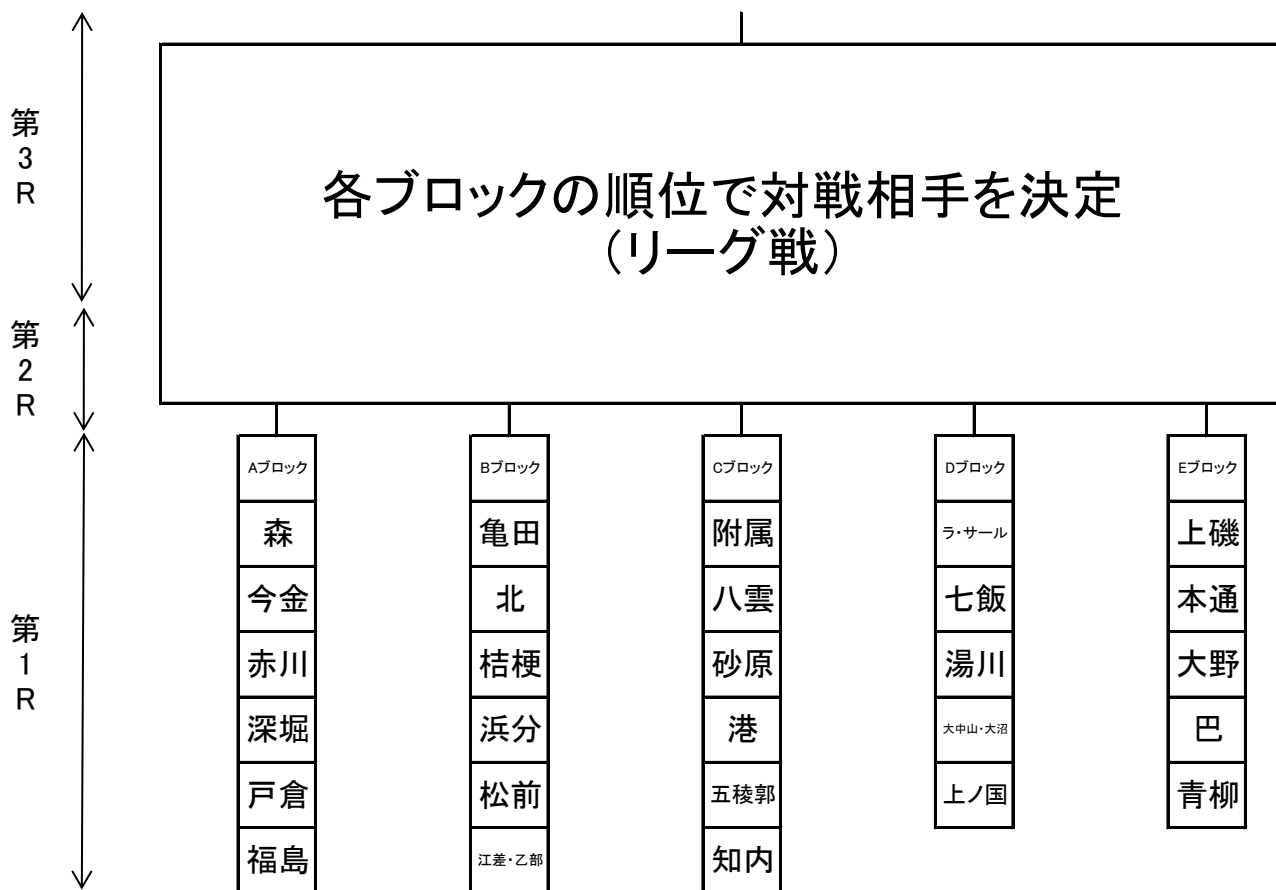 第3R
各ブロックの順位で対戦相手を決定
（リーグ戦）
第2R
第1R
Aブロック
森
今金
赤川
深堀
戸倉
福島
Bブロック
亀田
北
桔梗
浜分
松前
江差・乙部
Cブロック
附属
八雲
砂原
港
五稜郭
知内
Dブロック
ラ・サール
七飯
湯川
大中山・大沼
上ノ国
Eブロック
上磯
本通
大野
巴
青柳